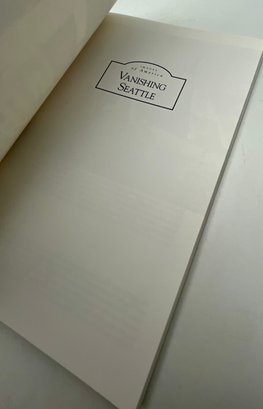 IMAGES
of America
VANISHING
SEATTLE